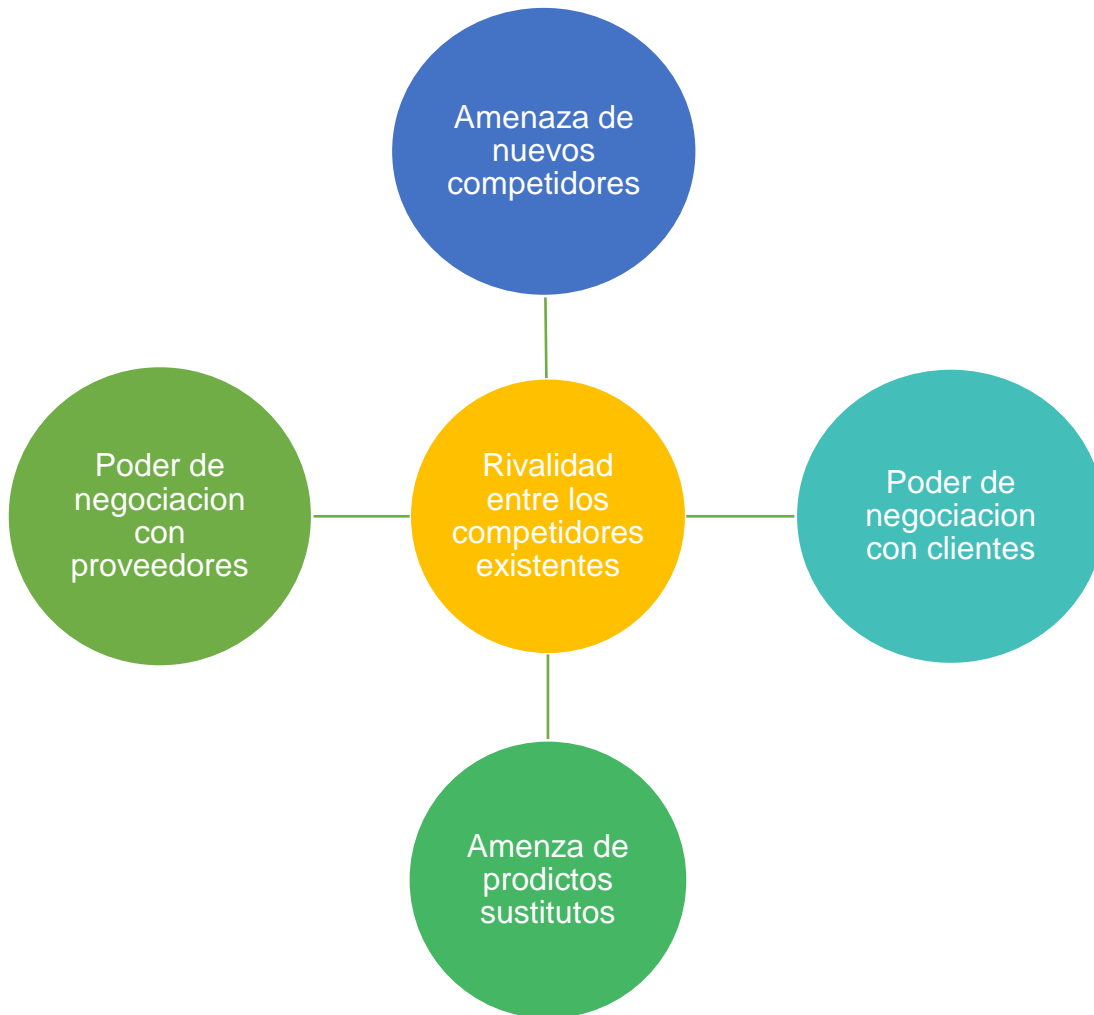 Amenaza de
nuevos
competidores
Poder de
negociacion
con
proveedores
Rivalidad
entre los
competidores
existentes
Poder de
negociacion
con clientes
Amenza de
prodictos
sustitutos